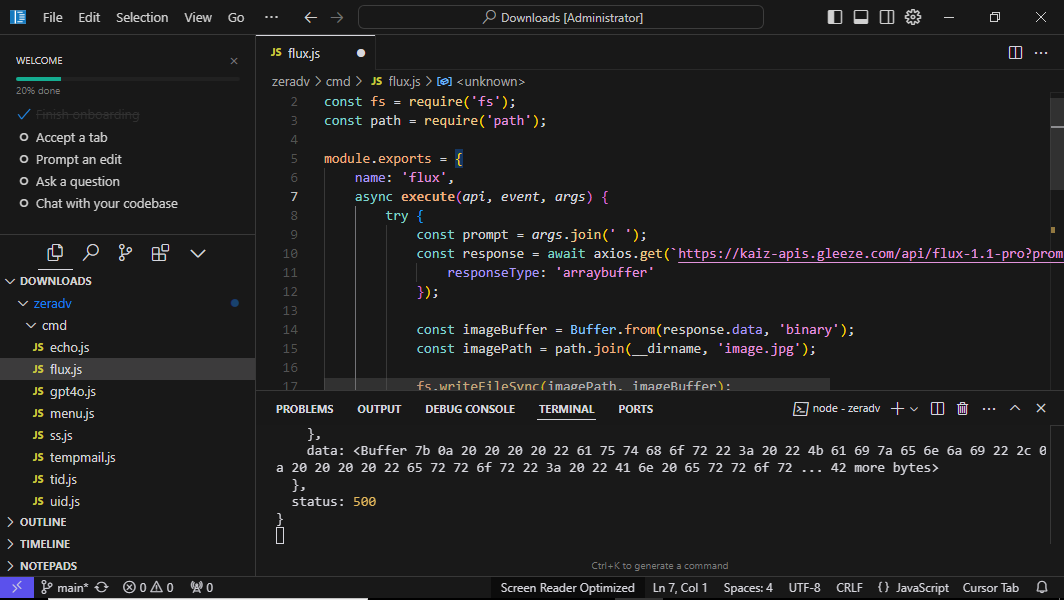 File Edit Selection View Go ··· Downloads [Administrator]
WELCOME
20% done
Finish onboarding
Accept a tab
Prompt an edit
Ask a question
Chat with your codebase
DOWNLOADS
zeradv
cmd
JS echo.js
JS flux.js
JS gpt4o.js
JS menu.js
JS ss.js
JS tempmail.js
JS tid.js
JS uid.js
OUTLINE
TIMELINE
NOTEPADS
JS flux.js
zeradv > cmd > JS flux.js > <unknown>
2 const fs = require('fs');
3 const path = require('path');
4
5 module.exports = {
6 name: 'flux',
7 async execute(api, event, args) {
8 try {
9 const prompt = args.join(' ');
10 const response = await axios.get(`https://kaiz-apis.gleeze.com/api/flux-1.1-pro?prom
11 responseType: 'arraybuffer'
12 });
13
14 const imageBuffer = Buffer.from(response.data, 'binary');
15 const imagePath = path.join(__dirname, 'image.jpg');
16
17 fs.writeFileSync(imagePath, imageBuffer);
PROBLEMS OUTPUT DEBUG CONSOLE TERMINAL PORTS node - zeradv
},
data: <Buffer 7b 0a 20 20 20 20 22 61 75 74 68 6f 72 22 3a 20 22 4b 61 69 7a 65 6e 6a 69 22 2c 0
a 20 20 20 20 22 65 72 72 6f 72 22 3a 20 22 41 6e 20 65 72 72 6f 72 ... 42 more bytes>
},
status: 500
}
Ctrl+K to generate a command
main* 0 0 0 Screen Reader Optimized Ln 7, Col 1 Spaces: 4 UTF-8 CRLF {} JavaScript Cursor Tab